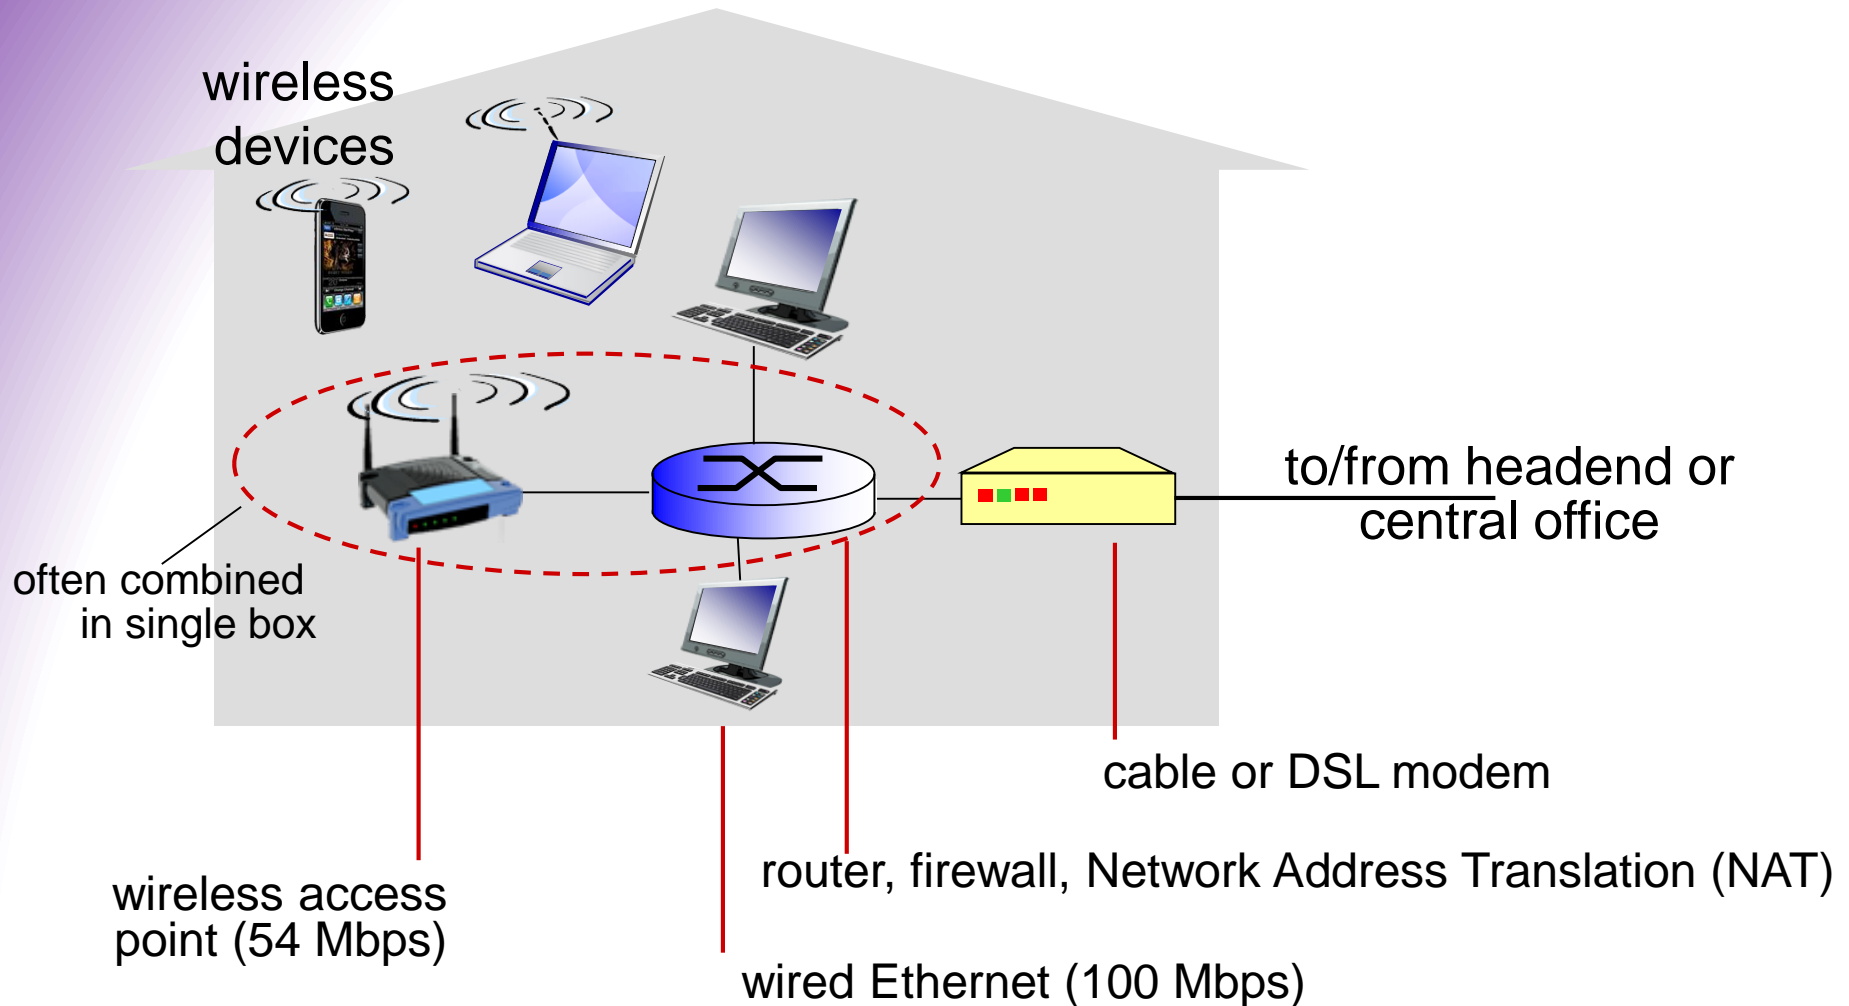 wireless
devices
to/from headend or
central office
often combined
in single box
cable or DSL modem
router, firewall, Network Address Translation (NAT)
wireless access
point (54 Mbps)
wired Ethernet (100 Mbps)